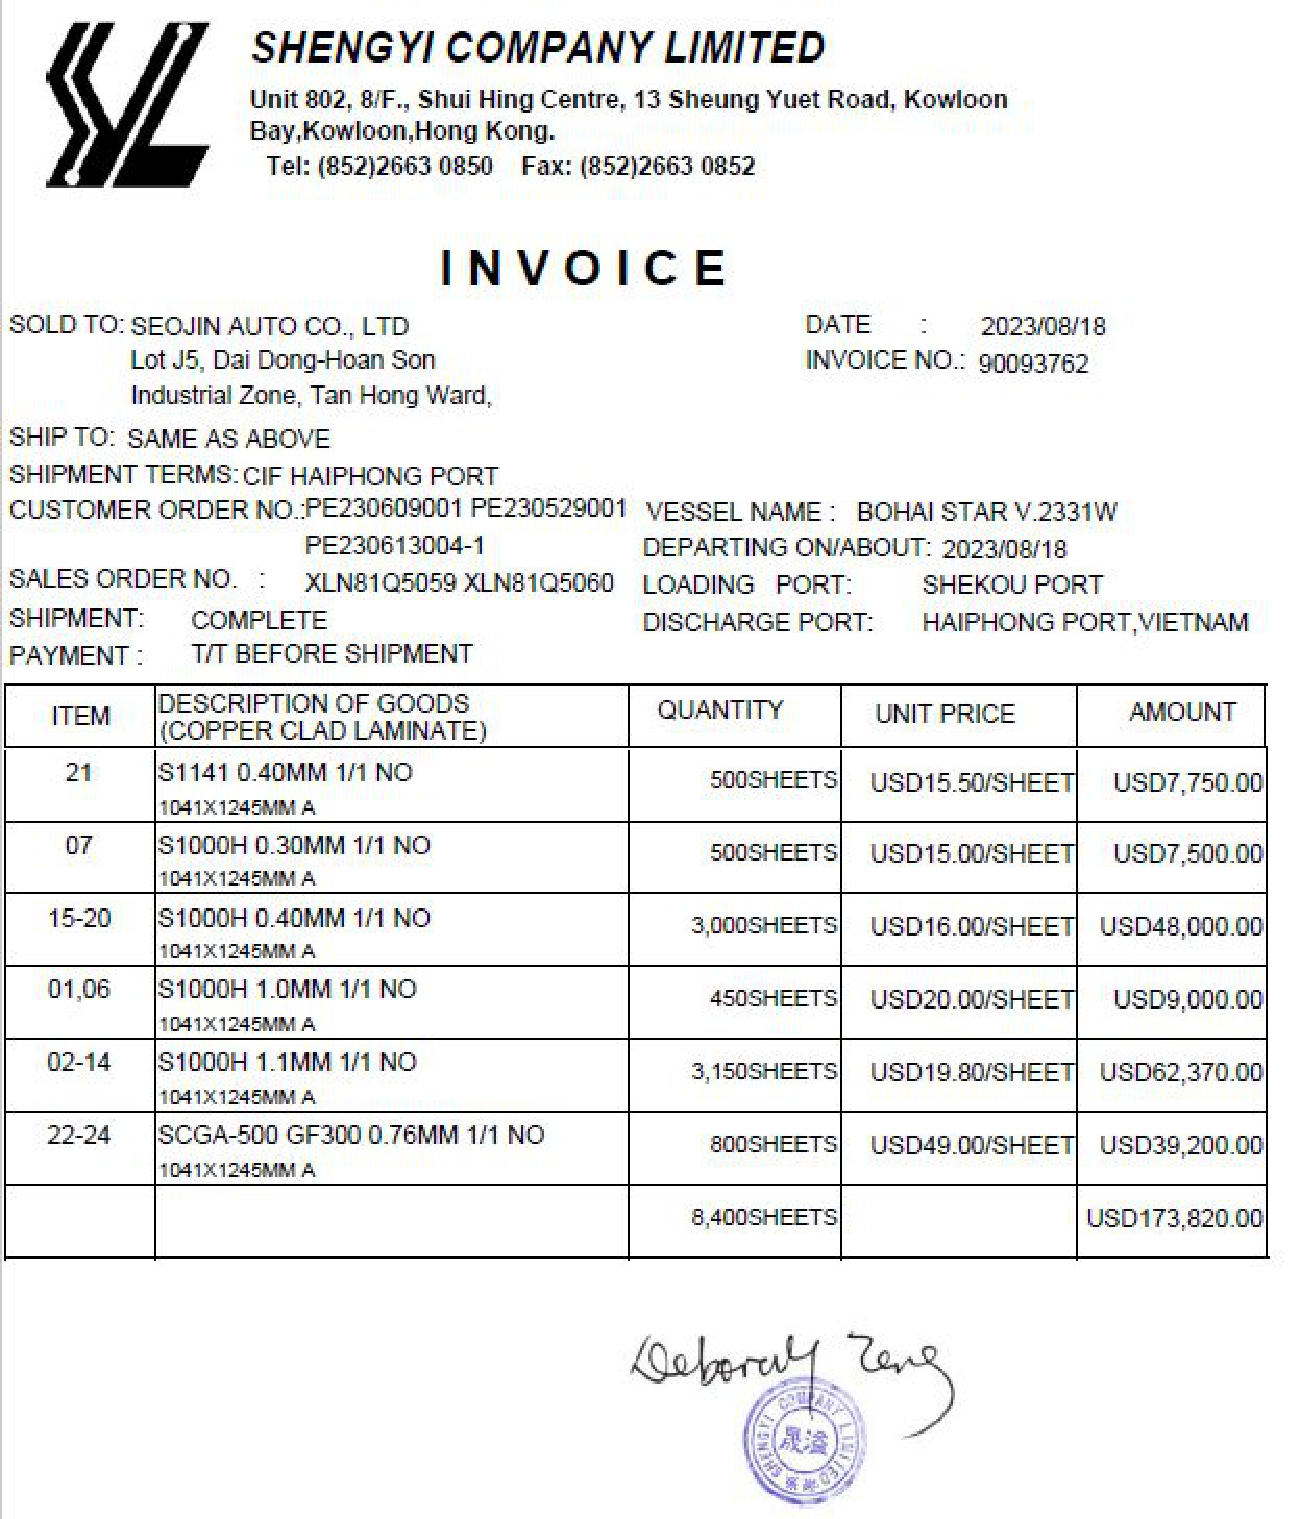 SHENGYI COMPANY LIMITED
Unit 802, 8/F., Shui Hing Centre, 13 Sheung Yuet Road, Kowloon
Bay,Kowloon,Hong Kong.
Tel: (852)2663 0850 Fax: (852)2663 0852
INVOICE
SOLD TO: SEOJIN AUTO CO., LTD
Lot J5, Dai Dong-Hoan Son
Industrial Zone, Tan Hong Ward,
DATE : 2023/08/18
INVOICE NO.: 90093762
SHIP TO: SAME AS ABOVE
SHIPMENT TERMS: CIF HAIPHONG PORT
CUSTOMER ORDER NO.:PE230609001 PE230529001
PE230613004-1
SALES ORDER NO. : XLN81Q5059 XLN81Q5060
SHIPMENT: COMPLETE
PAYMENT : T/T BEFORE SHIPMENT
VESSEL NAME : BOHAI STAR V.2331W
DEPARTING ON/ABOUT: 2023/08/18
LOADING PORT: SHEKOU PORT
DISCHARGE PORT: HAIPHONG PORT,VIETNAM
ITEM DESCRIPTION OF GOODS (COPPER CLAD LAMINATE) QUANTITY UNIT PRICE AMOUNT
21 S1141 0.40MM 1/1 NO 500SHEETS USD15.50/SHEET USD7,750.00
1041X1245MM A
07 S1000H 0.30MM 1/1 NO 500SHEETS USD15.00/SHEET USD7,500.00
1041X1245MM A
15-20 S1000H 0.40MM 1/1 NO 3,000SHEETS USD16.00/SHEET USD48,000.00
1041X1245MM A
01,06 S1000H 1.0MM 1/1 NO 450SHEETS USD20.00/SHEET USD9,000.00
1041X1245MM A
02-14 S1000H 1.1MM 1/1 NO 3,150SHEETS USD19.80/SHEET USD62,370.00
1041X1245MM A
22-24 SCGA-500 GF300 0.76MM 1/1 NO 800SHEETS USD49.00/SHEET USD39,200.00
1041X1245MM A
8,400SHEETS USD173,820.00
Deborah Zeng
SHENGYI COMPANY LIMITED
晟溢